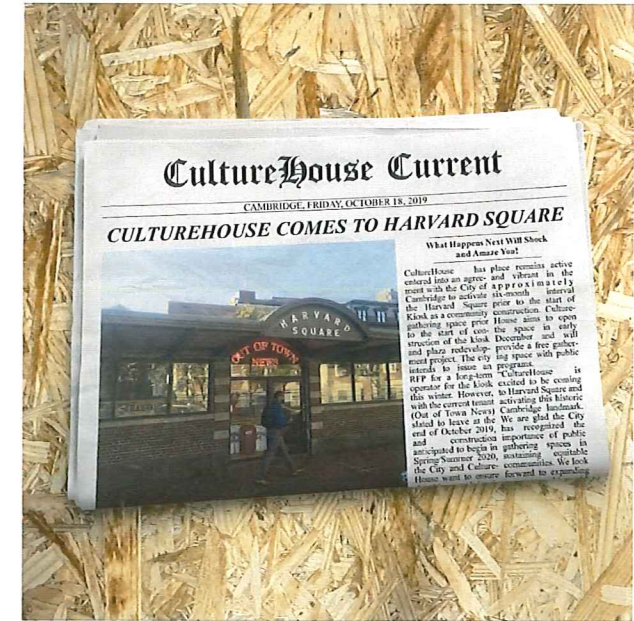 CultureHouse Current
CAMBRIDGE, FRIDAY, OCTOBER 18, 2019
CULTUREHOUSE COMES TO HARVARD SQUARE
HARVARD
SQUARE
OUT OF TOWN
NEWS
What Happens Next Will Shock
and Amaze You!
CultureHouse has
entered into an agree-
ment with the City of
Cambridge to activate
the Harvard Square
Kiosk as a community
gathering space prior
to the start of con-
struction of the kiosk
and plaza redevelop-
ment project. The city
intends to issue an
RFP for a long-term
operator for the kiosk
this winter. However,
with the current tenant
(Out of Town News)
slated to leave at the
end of October 2019,
and construction
anticipated to begin in
Spring/Summer 2020,
the City and Culture-
House want to ensure
place remains active
and vibrant in the
approximately
six-month interval
prior to the start of
construction. Culture-
House aims to open
the space in early
December and will
provide a free gather-
ing space with public
programs.
"CultureHouse is
excited to be coming
to Harvard Square and
activating this historic
Cambridge landmark.
We are glad the City
has recognized the
importance of public
gathering spaces in
sustaining equitable
communities. We look
forward to expanding